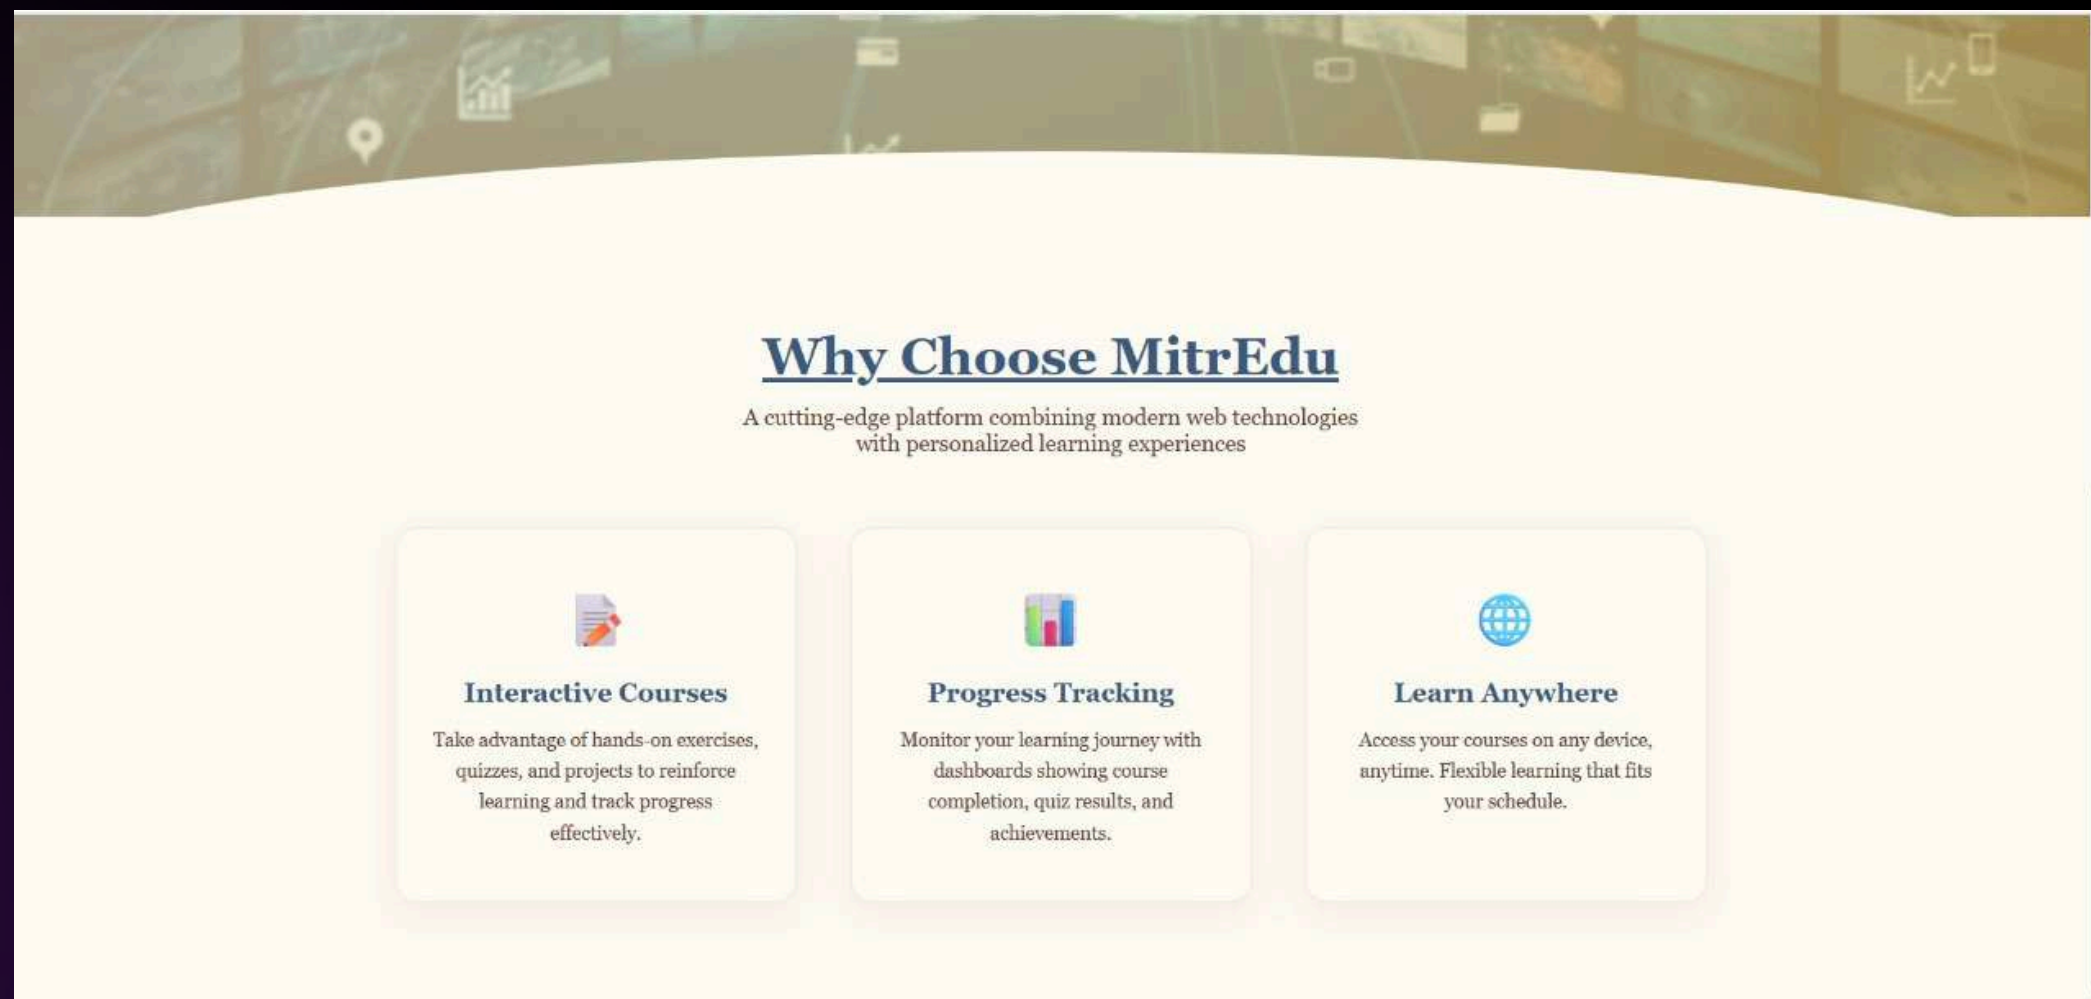 Why Choose MitrEdu
A cutting-edge platform combining modern web technologies
with personalized learning experiences
Interactive Courses
Take advantage of hands-on exercises,
quizzes, and projects to reinforce
learning and track progress
effectively.
Progress Tracking
Monitor your learning journey with
dashboards showing course
completion, quiz results, and
achievements.
Learn Anywhere
Access your courses on any device,
anytime. Flexible learning that fits
your schedule.